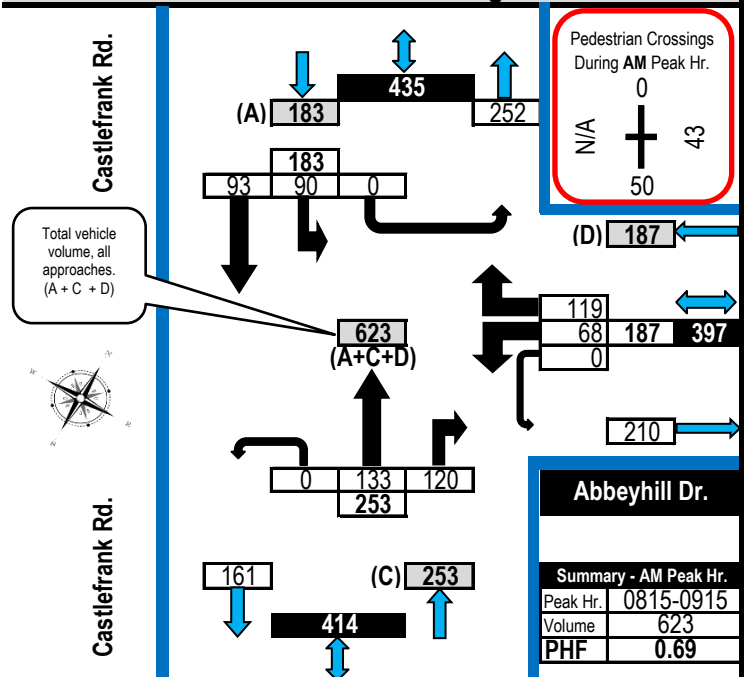 Castlefrank Rd.
435
(A) 183
252
183
93 90 0
Pedestrian Crossings
During AM Peak Hr.
0
N/A 43
50
Total vehicle
volume, all
approaches.
(A + C + D)
(D) 187
119
68 187 397
0
623
(A+C+D)
210
0 133 120
253
Castlefrank Rd.
161
(C) 253
414
Abbeyhill Dr.
Summary - AM Peak Hr.
Peak Hr. 0815-0915
Volume 623
PHF 0.69